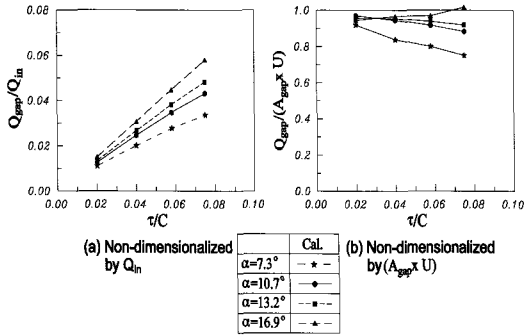 0.08
0.06
0.04
0.02
0.00
Q_gap/Q_in
0.00 0.02 0.04 0.06 0.08 0.10
τ/C
(a) Non-dimensionalized
by Q_in
1.0
0.8
0.6
0.4
0.2
0.0
Q_gap/(A_gap x U)
0.00 0.02 0.04 0.06 0.08 0.10
τ/C
(b) Non-dimensionalized
by (A_gap x U)
Cal.
α=7.3°
α=10.7°
α=13.2°
α=16.9°